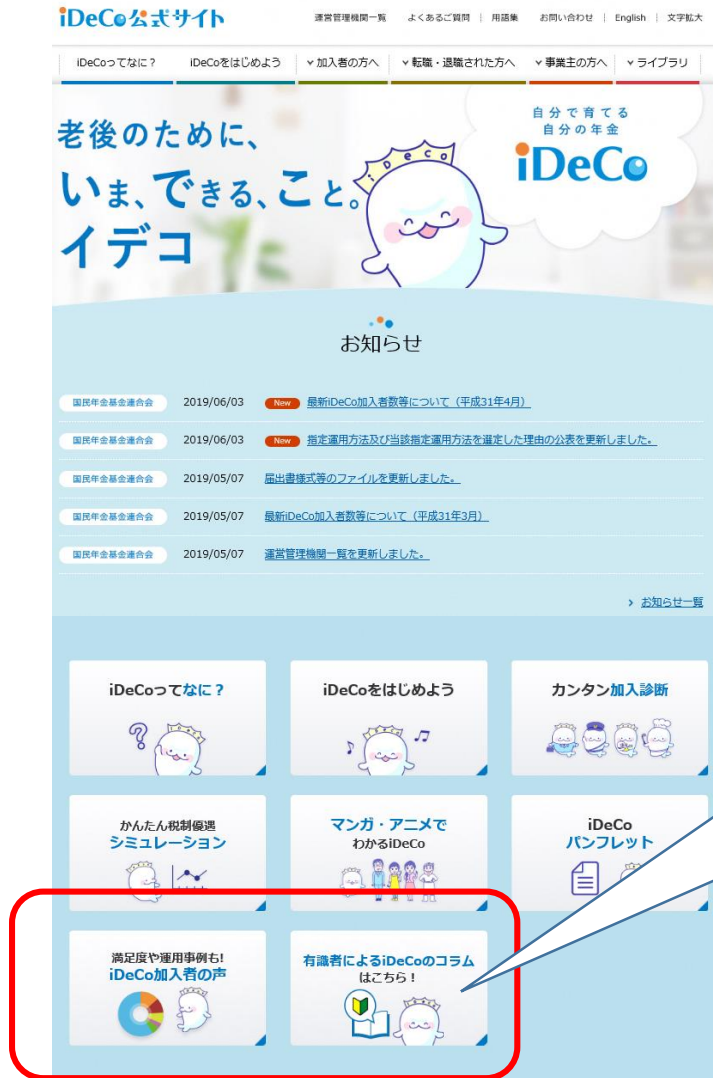 iDeCo公式サイト
運営管理機関一覧 よくあるご質問 | 用語集 お問い合わせ | English | 文字拡大
iDeCoってなに？ iDeCoをはじめよう 加入者の方へ 転職・退職された方へ 事業主の方へ ライブラリ
老後のために、
いま、できる、こと。
イデコ
ideco
自分で育てる
自分の年金
iDeCo
お知らせ
国民年金基金連合会 2019/06/03 New 最新iDeCo加入者数等について（平成31年4月）
国民年金基金連合会 2019/06/03 New 指定運用方法及び当該指定運用方法を選定した理由の公表を更新しました。
国民年金基金連合会 2019/05/07 届出書様式等のファイルを更新しました。
国民年金基金連合会 2019/05/07 最新iDeCo加入者数等について（平成31年3月）
国民年金基金連合会 2019/05/07 運営管理機関一覧を更新しました。
› お知らせ一覧
iDeCoってなに？
iDeCoをはじめよう
カンタン加入診断
かんたん税制優遇
シミュレーション
マンガ・アニメで
わかるiDeCo
iDeCo
パンフレット
満足度や運用事例も!
iDeCo加入者の声
有識者によるiDeCoのコラム
はこちら！